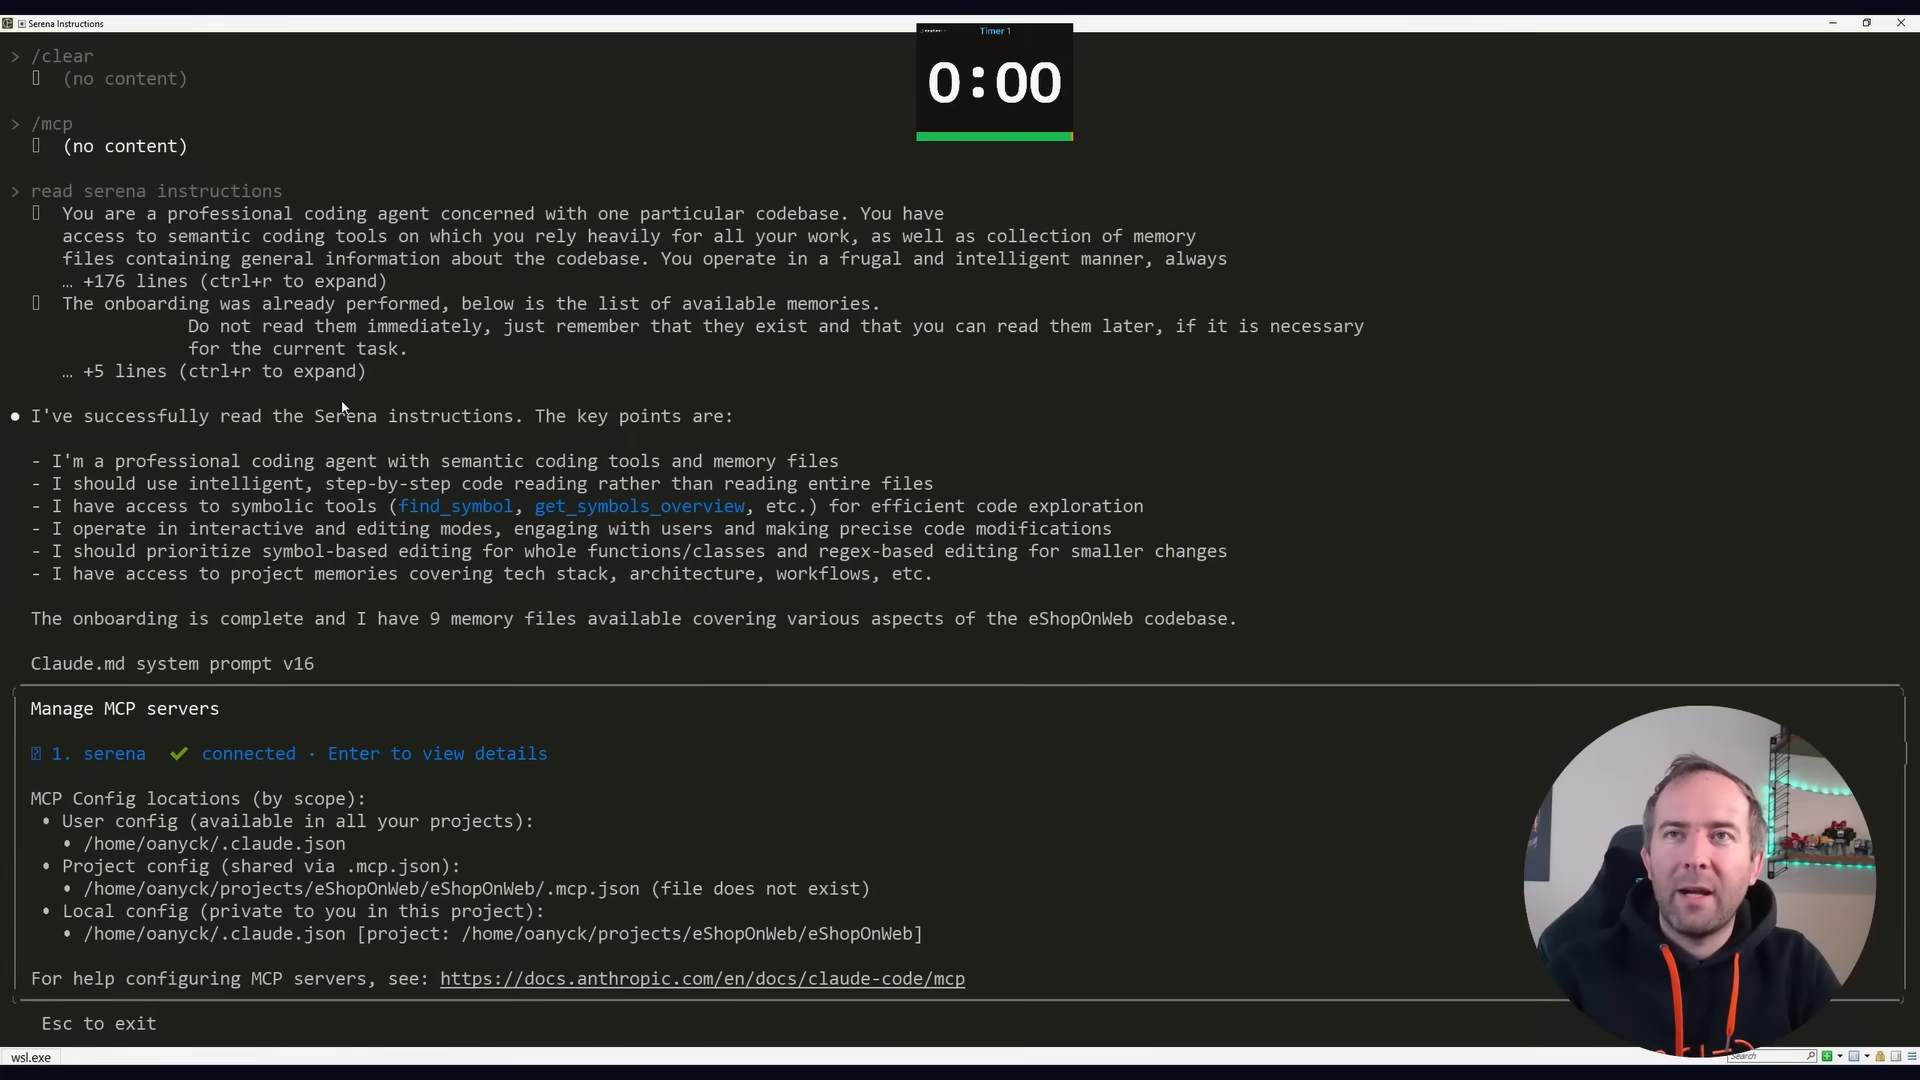 Serena Instructions
> /clear
(no content)
> /mcp
(no content)
> read serena instructions
You are a professional coding agent concerned with one particular codebase. You have
access to semantic coding tools on which you rely heavily for all your work, as well as collection of memory
files containing general information about the codebase. You operate in a frugal and intelligent manner, always
… +176 lines (ctrl+r to expand)
The onboarding was already performed, below is the list of available memories.
Do not read them immediately, just remember that they exist and that you can read them later, if it is necessary
for the current task.
… +5 lines (ctrl+r to expand)
● I've successfully read the Serena instructions. The key points are:
- I'm a professional coding agent with semantic coding tools and memory files
- I should use intelligent, step-by-step code reading rather than reading entire files
- I have access to symbolic tools (find_symbol, get_symbols_overview, etc.) for efficient code exploration
- I operate in interactive and editing modes, engaging with users and making precise code modifications
- I should prioritize symbol-based editing for whole functions/classes and regex-based editing for smaller changes
- I have access to project memories covering tech stack, architecture, workflows, etc.
The onboarding is complete and I have 9 memory files available covering various aspects of the eShopOnWeb codebase.
Claude.md system prompt v16
Manage MCP servers
1. serena ✔ connected · Enter to view details
MCP Config locations (by scope):
• User config (available in all your projects):
• /home/oanyck/.claude.json
• Project config (shared via .mcp.json):
• /home/oanyck/projects/eShopOnWeb/eShopOnWeb/.mcp.json (file does not exist)
• Local config (private to you in this project):
• /home/oanyck/.claude.json [project: /home/oanyck/projects/eShopOnWeb/eShopOnWeb]
For help configuring MCP servers, see: https://docs.anthropic.com/en/docs/claude-code/mcp
Esc to exit
wsl.exe
Search
Timer 1
0:00